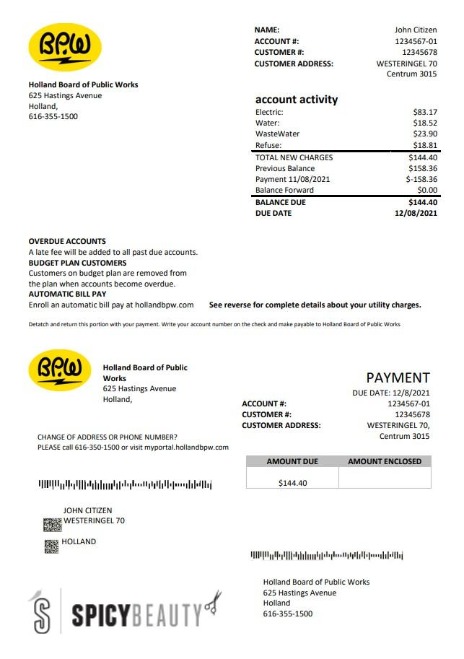 BPW
NAME: John Citizen
ACCOUNT #: 1234567-01
CUSTOMER #: 12345678
CUSTOMER ADDRESS: WESTERINGEL 70
Centrum 3015
Holland Board of Public Works
625 Hastings Avenue
Holland,
616-355-1500
account activity
Electric: $83.17
Water: $18.52
WasteWater $23.90
Refuse: $18.81
TOTAL NEW CHARGES $144.40
Previous Balance $158.36
Payment 11/08/2021 $-158.36
Balance Forward $0.00
BALANCE DUE $144.40
DUE DATE 12/08/2021
OVERDUE ACCOUNTS
A late fee will be added to all past due accounts.
BUDGET PLAN CUSTOMERS
Customers on budget plan are removed from
the plan when accounts become overdue.
AUTOMATIC BILL PAY
Enroll an automatic bill pay at hollandbpw.com See reverse for complete details about your utility charges.
Detatch and return this portion with your payment. Write your account number on the check and make payable to Holland Board of Public Works
BPW
Holland Board of Public
Works
625 Hastings Avenue
Holland,
PAYMENT
DUE DATE: 12/8/2021
ACCOUNT #: 1234567-01
CUSTOMER #: 12345678
CUSTOMER ADDRESS: WESTERINGEL 70,
Centrum 3015
CHANGE OF ADDRESS OR PHONE NUMBER?
PLEASE call 616-350-1500 or visit myportal.hollandbpw.com
AMOUNT DUE AMOUNT ENCLOSED
$144.40
JOHN CITIZEN
WESTERINGEL 70
HOLLAND
Holland Board of Public Works
625 Hastings Avenue
Holland
616-355-1500
S SPICYBEAUTY